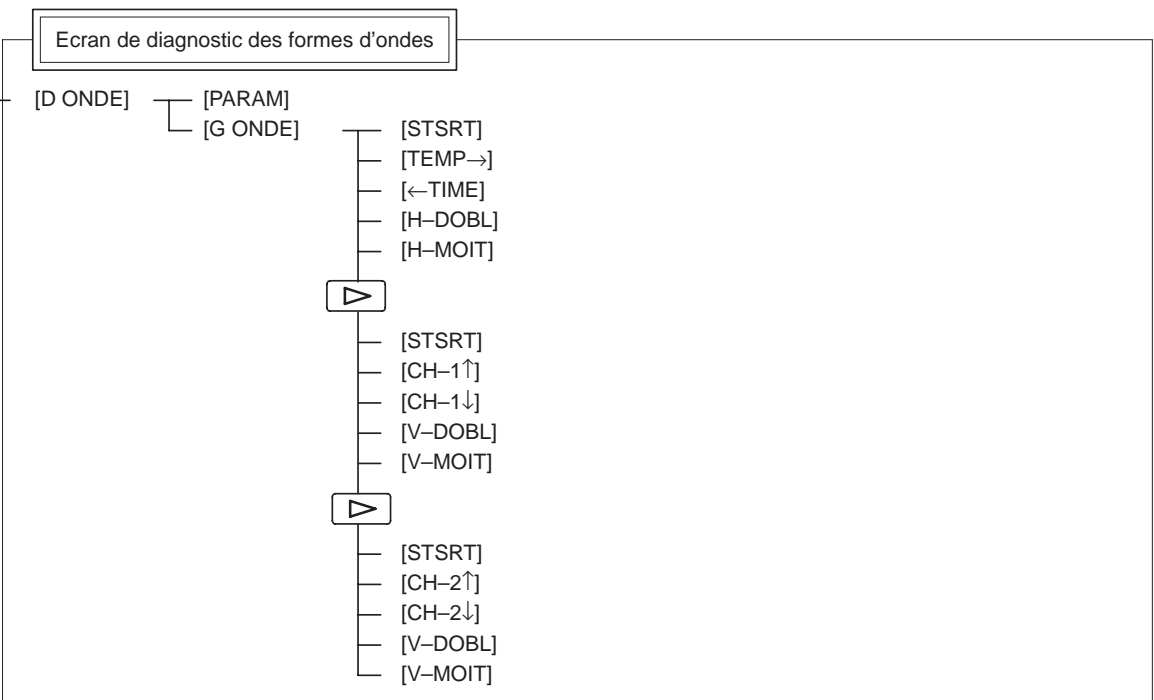 Ecran de diagnostic des formes d'ondes
[D ONDE] [PARAM]
[G ONDE] [STSRT]
[TEMP→]
[←TIME]
[H–DOBL]
[H–MOIT]
[STSRT]
[CH–1↑]
[CH–1↓]
[V–DOBL]
[V–MOIT]
[STSRT]
[CH–2↑]
[CH–2↓]
[V–DOBL]
[V–MOIT]